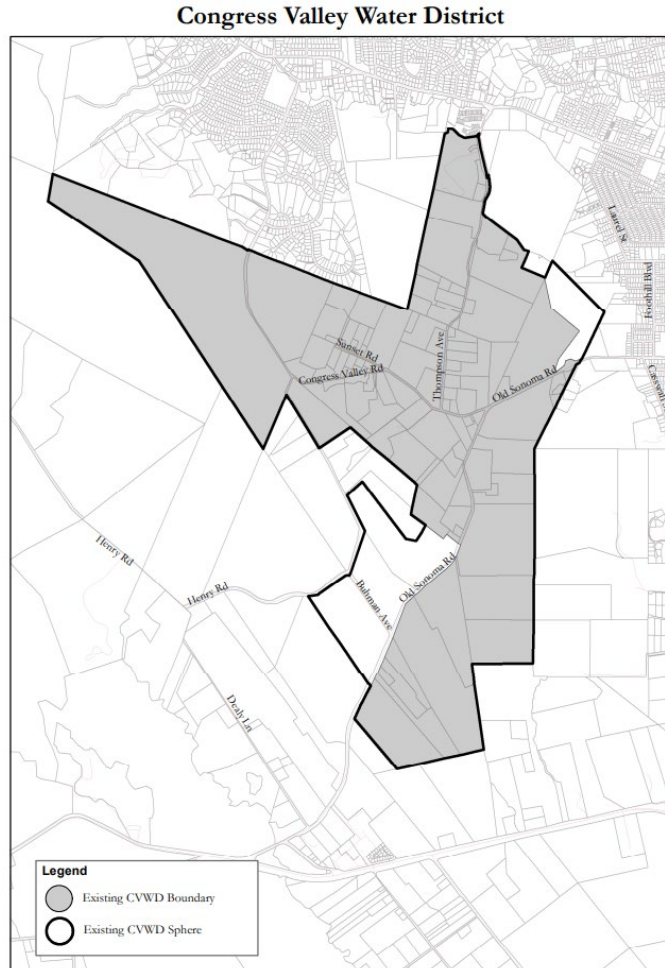 Congress Valley Water District
Laurel St
Foothill Blvd
Sunset Rd
Congress Valley Rd
Thompson Ave
Old Sonoma Rd
Henry Rd
Henry Rd
Old Sonoma Rd
Buhman Ave
Dealy Ln
Legend
Existing CVWD Boundary
Existing CVWD Sphere